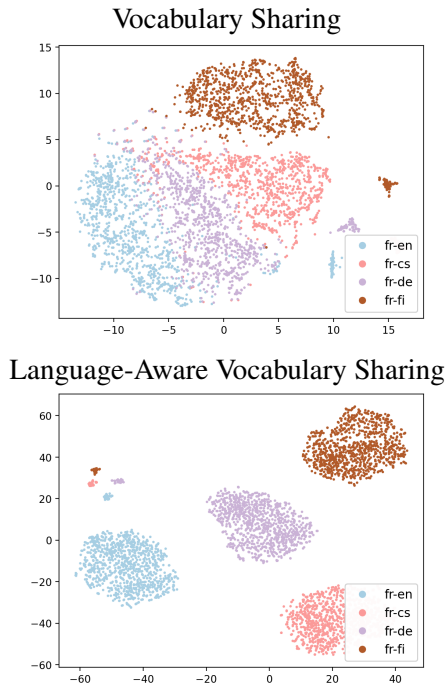 Vocabulary Sharing
15
10
5
0
−5
−10
−10 −5 0 5 10 15
fr-en
fr-cs
fr-de
fr-fi
Language-Aware Vocabulary Sharing
60
40
20
0
−20
−40
−60
−60 −40 −20 0 20 40
fr-en
fr-cs
fr-de
fr-fi